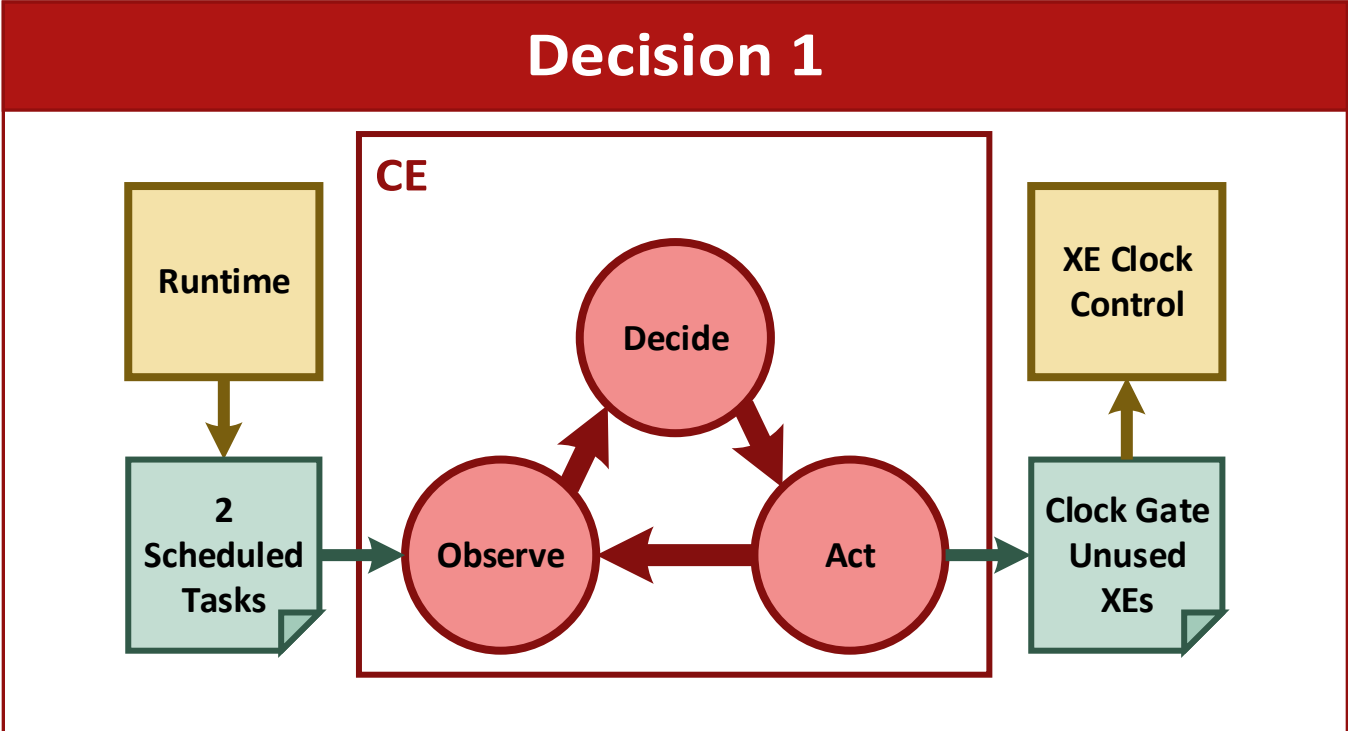 Decision 1
CE
Runtime
XE Clock
Control
Decide
2
Scheduled
Tasks
Observe
Act
Clock Gate
Unused
XEs